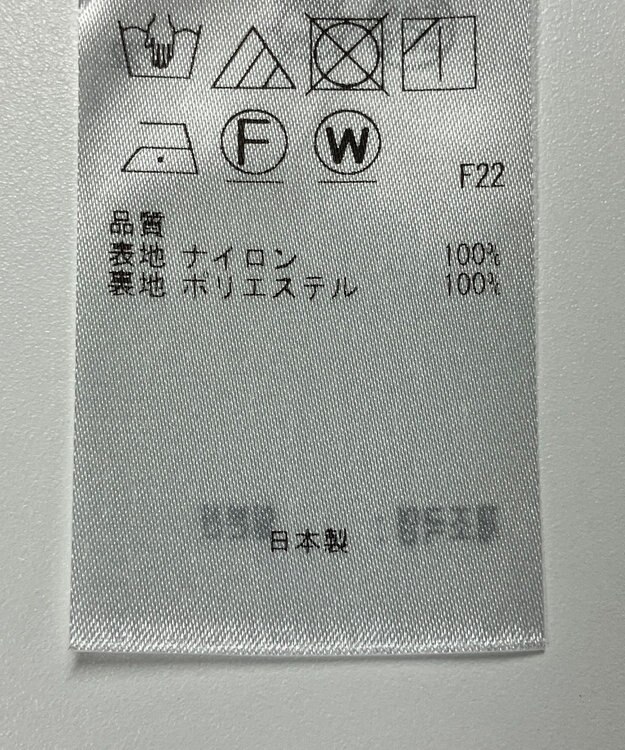 F W
F22
品質
表地 ナイロン 100%
裏地 ポリエステル 100%
日本製